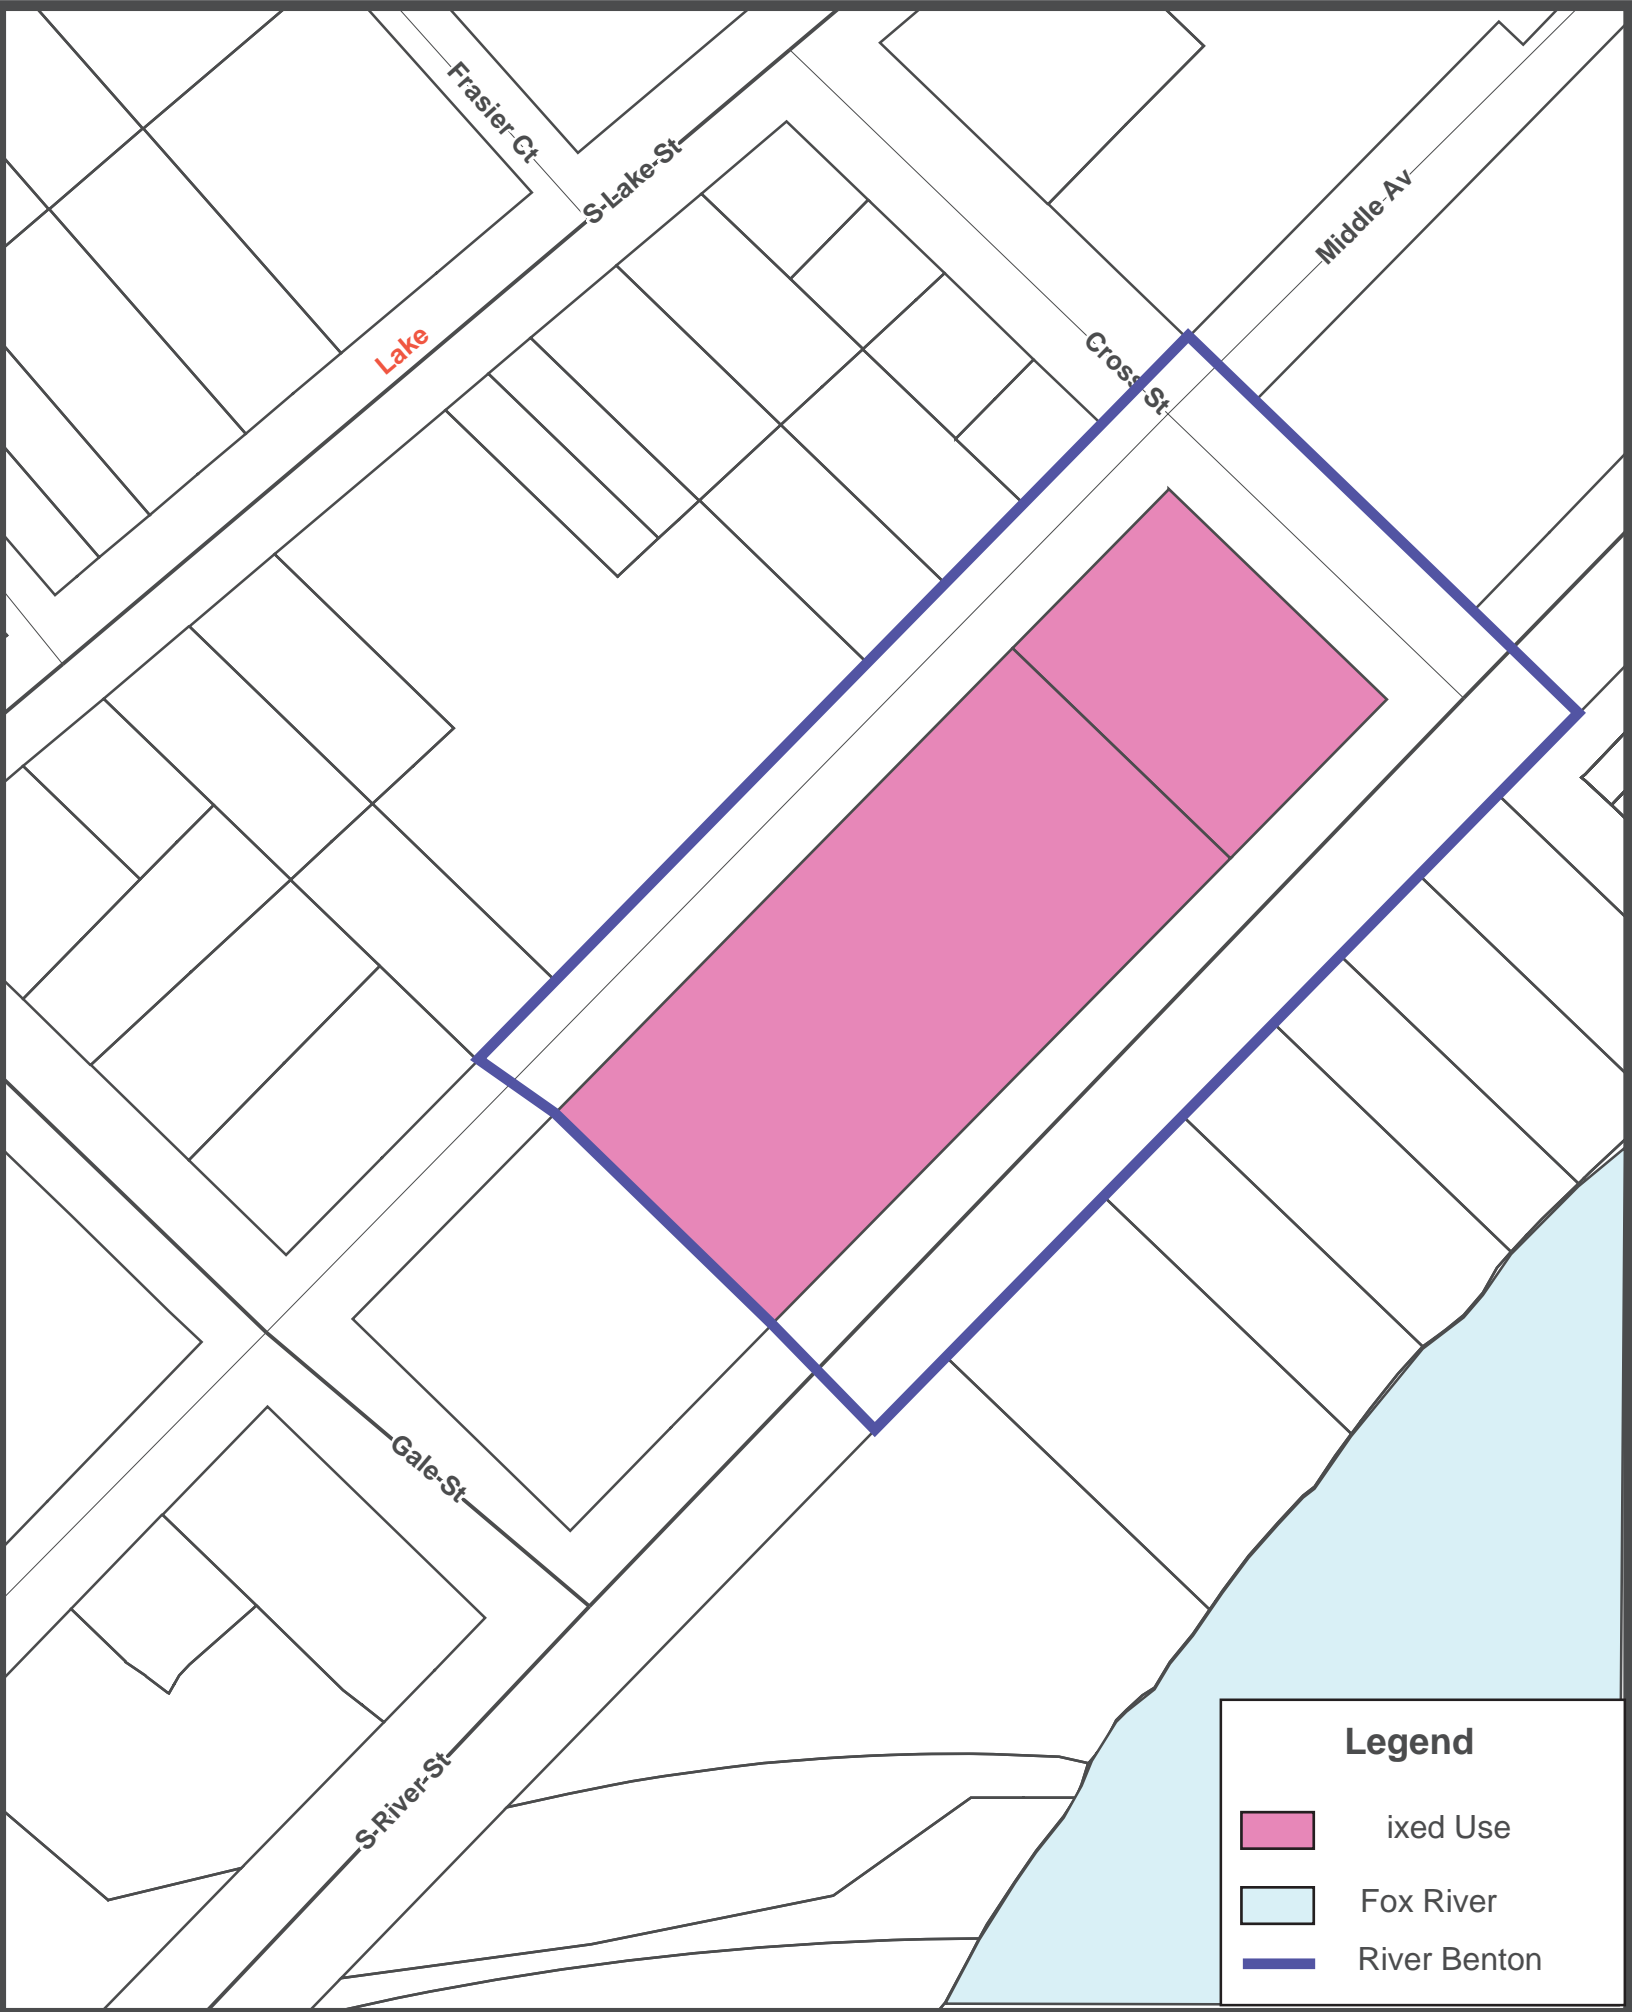 Frasier Ct
S Lake St
Middle Av
Lake
Cross St
Gale St
S River St
Legend
ixed Use
Fox River
River Benton